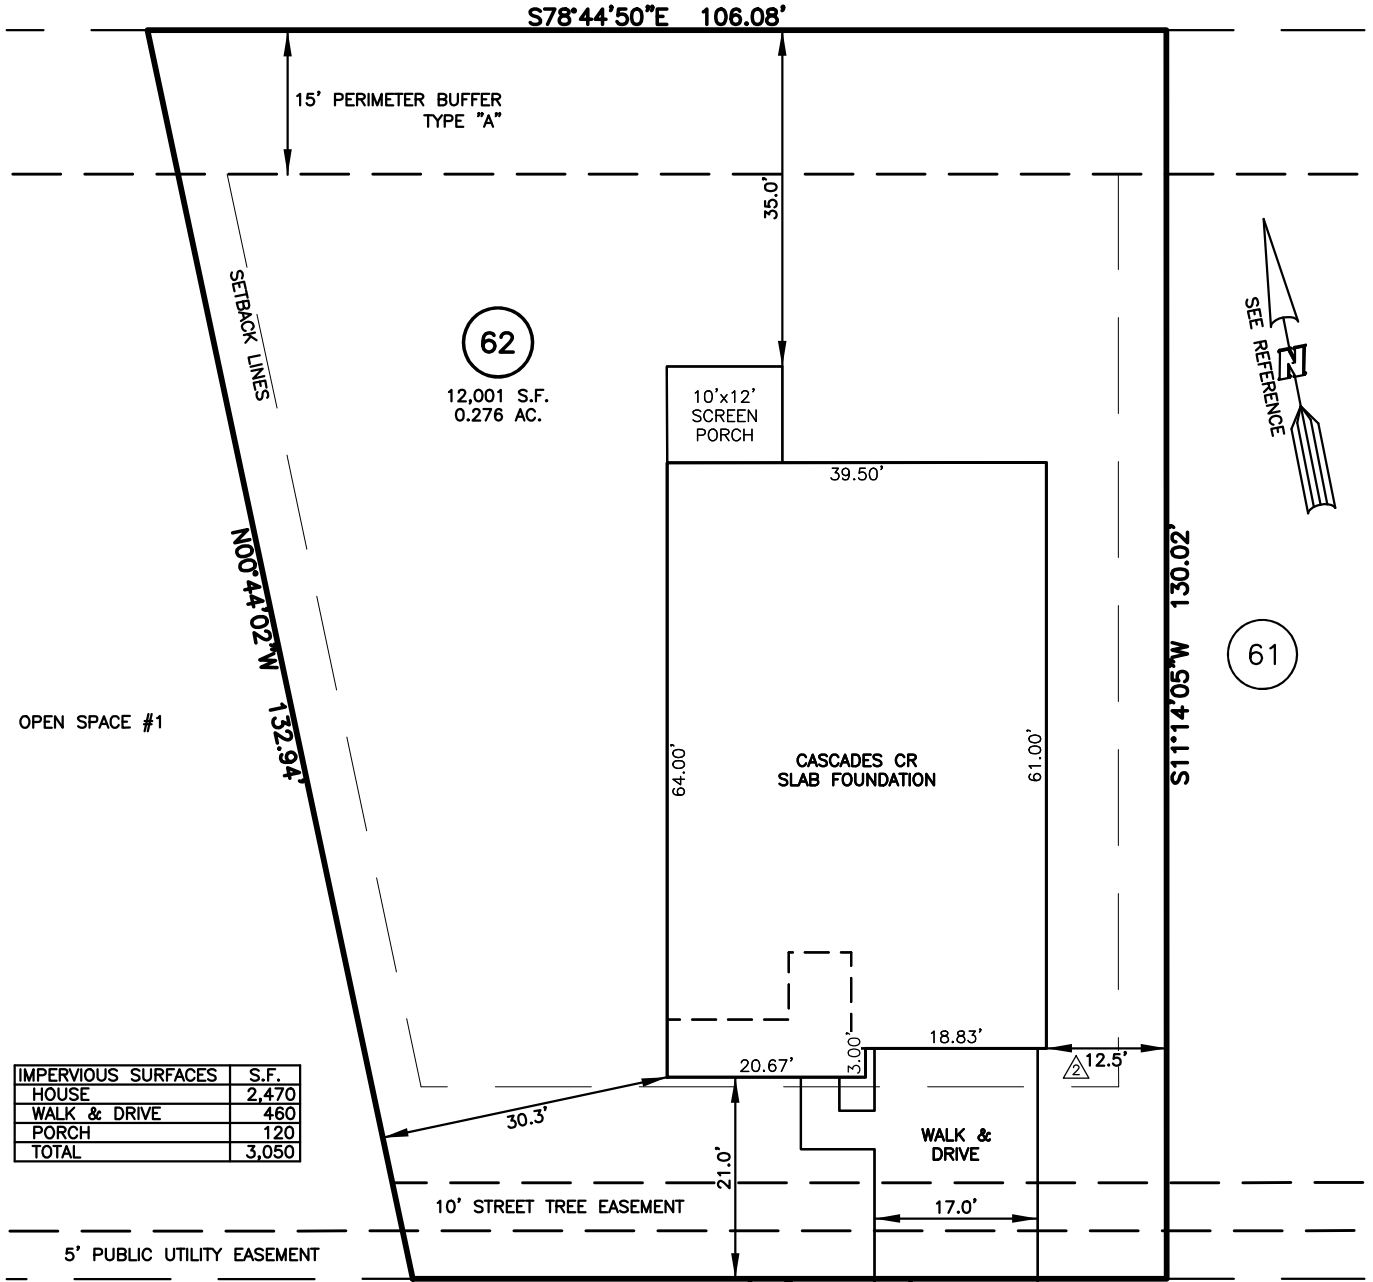 S78°44'50"E 106.08'
15' PERIMETER BUFFER
TYPE "A"
35.0'
SETBACK LINES
62
12,001 S.F.
0.276 AC.
10'x12'
SCREEN
PORCH
39.50'
SEE REFERENCE
N
N00°44'02"W 132.94'
S11°14'05"W 130.02'
61
OPEN SPACE #1
64.00'
CASCADES CR
SLAB FOUNDATION
61.00'
18.83'
3.00'
20.67'
2
12.5'
30.3'
IMPERVIOUS SURFACES S.F.
HOUSE 2,470
WALK & DRIVE 460
PORCH 120
TOTAL 3,050
WALK &
DRIVE
21.0'
17.0'
10' STREET TREE EASEMENT
5' PUBLIC UTILITY EASEMENT